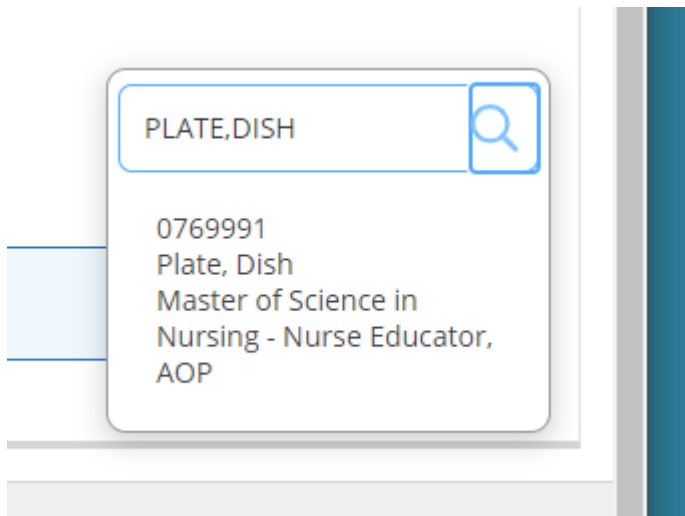 PLATE,DISH
0769991
Plate, Dish
Master of Science in
Nursing - Nurse Educator,
AOP